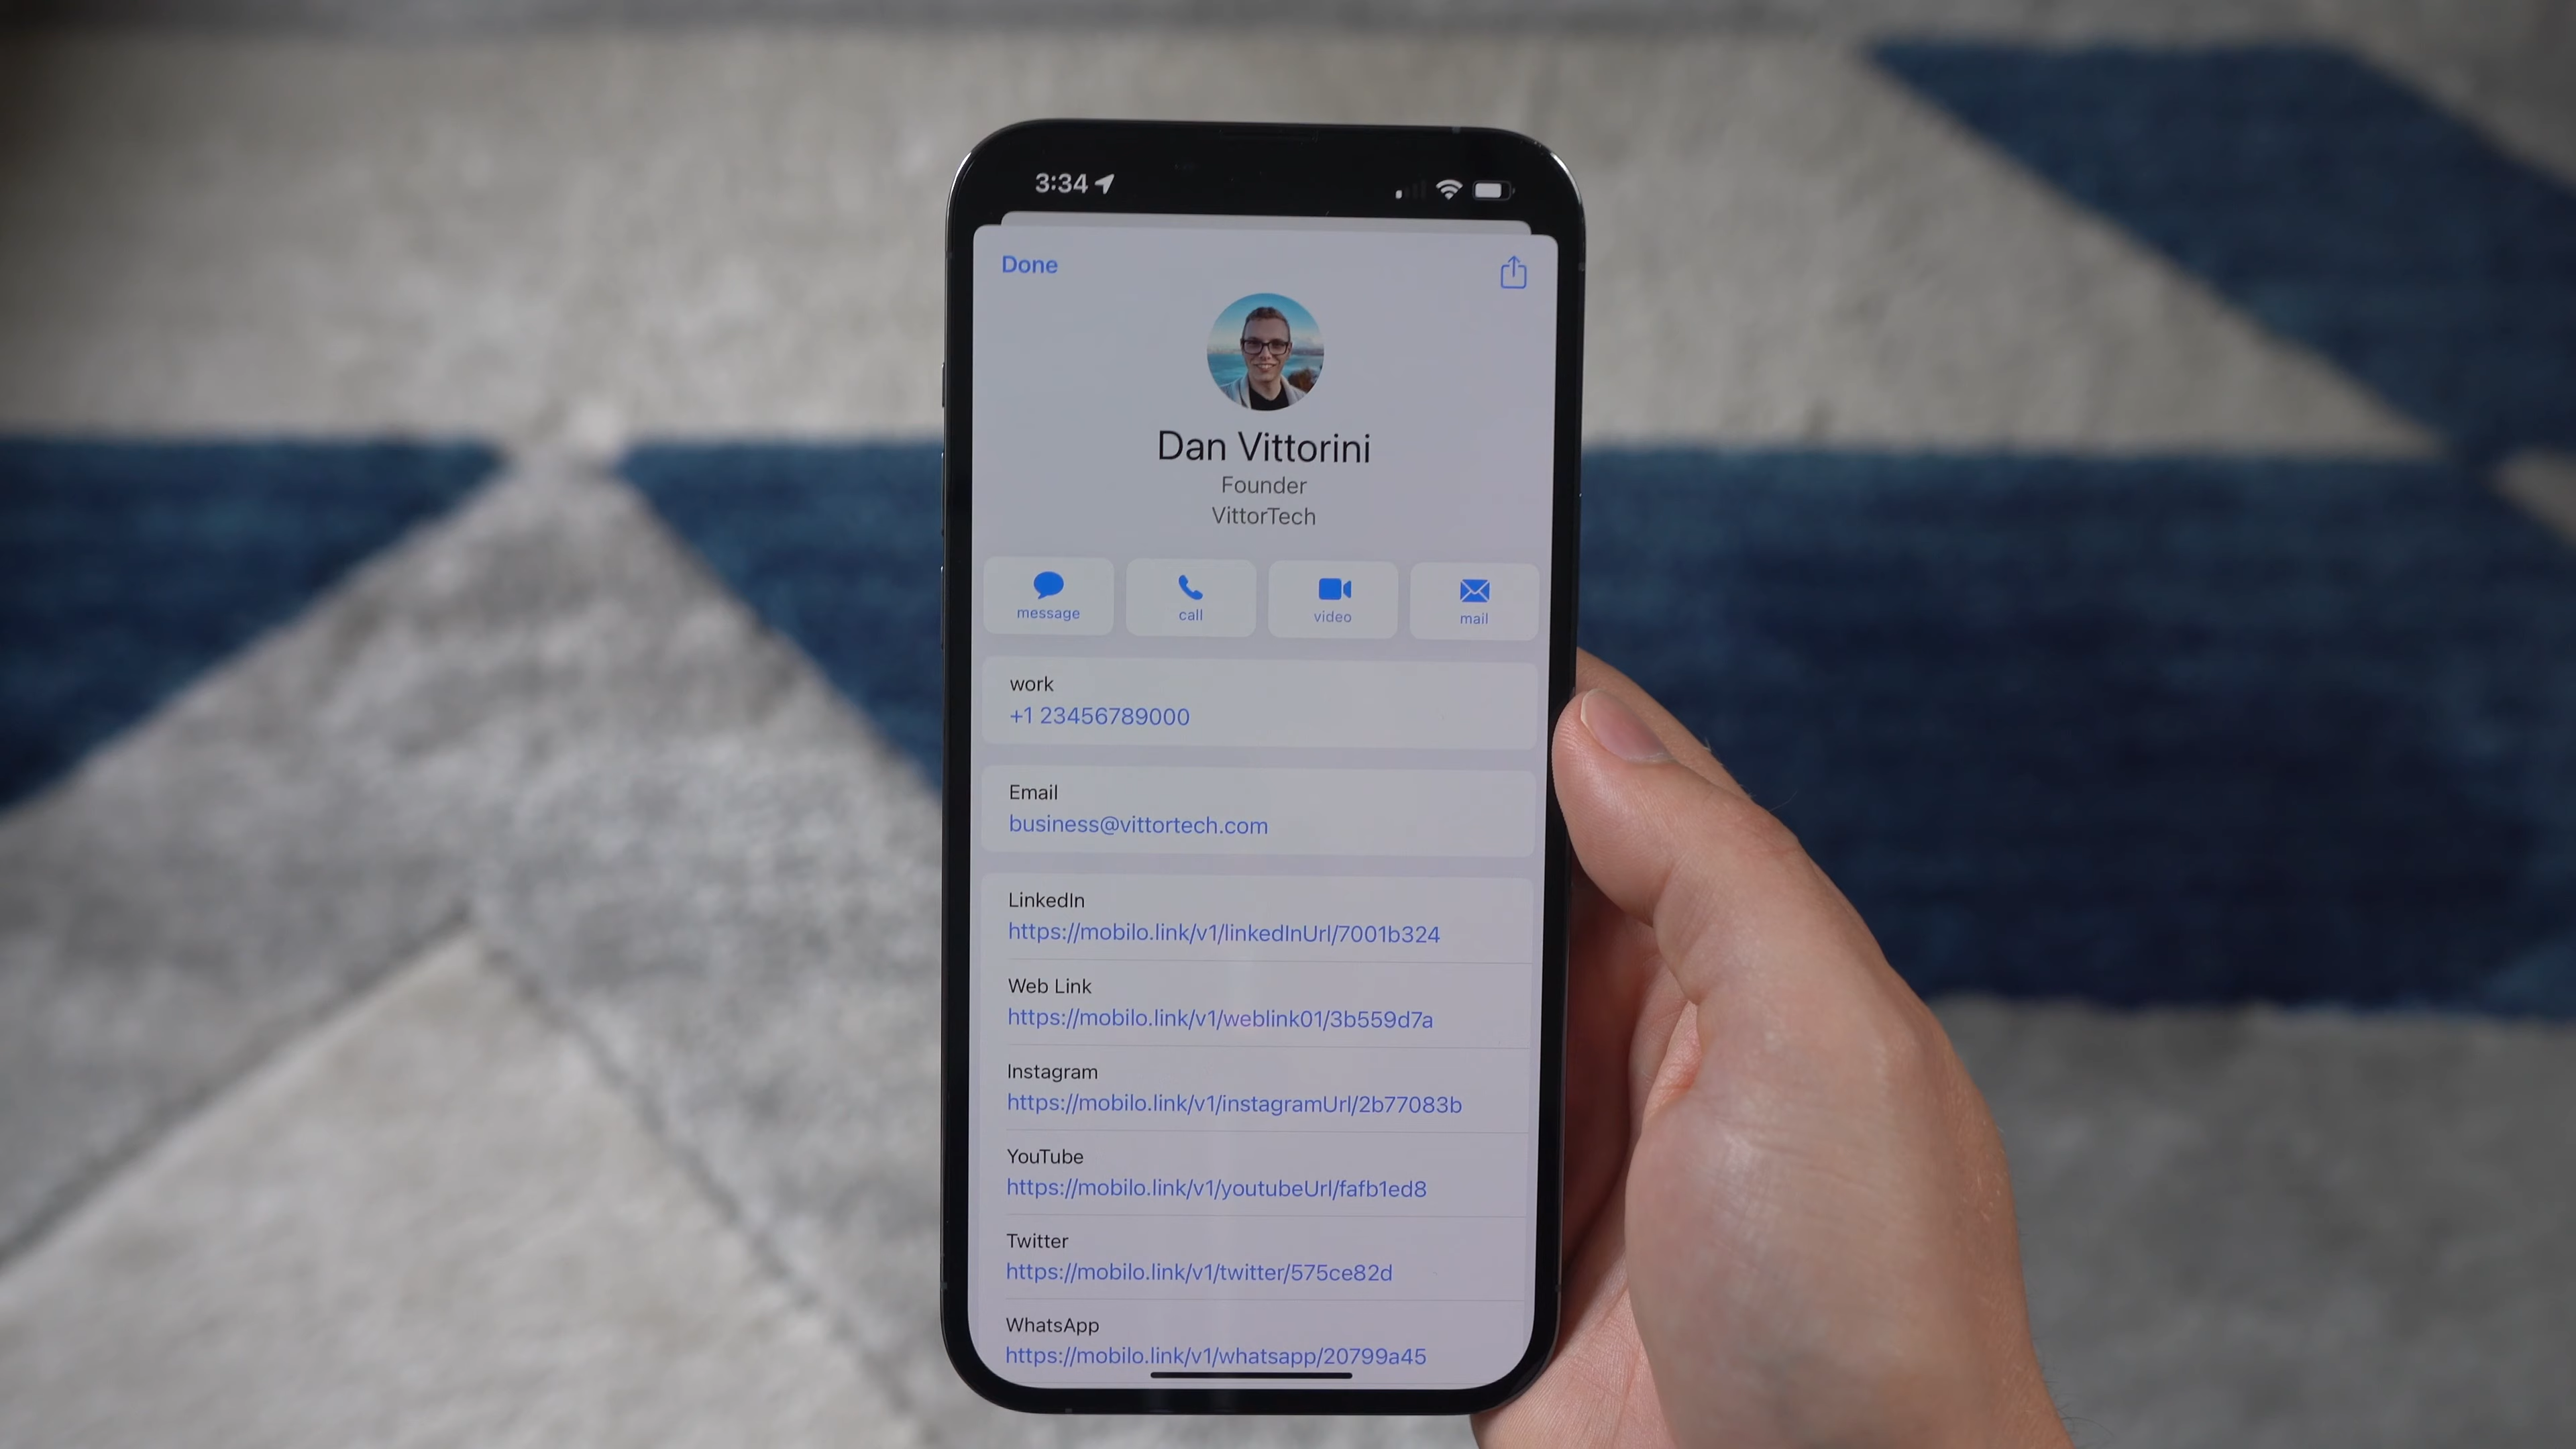 3:34
Done
Dan Vittorini
Founder
VittorTech
message
call
video
mail
work
+1 23456789000
Email
business@vittortech.com
LinkedIn
https://mobilo.link/v1/linkedInUrl/7001b324
Web Link
https://mobilo.link/v1/weblink01/3b559d7a
Instagram
https://mobilo.link/v1/instagramUrl/2b77083b
YouTube
https://mobilo.link/v1/youtubeUrl/fafb1ed8
Twitter
https://mobilo.link/v1/twitter/575ce82d
WhatsApp
https://mobilo.link/v1/whatsapp/20799a45